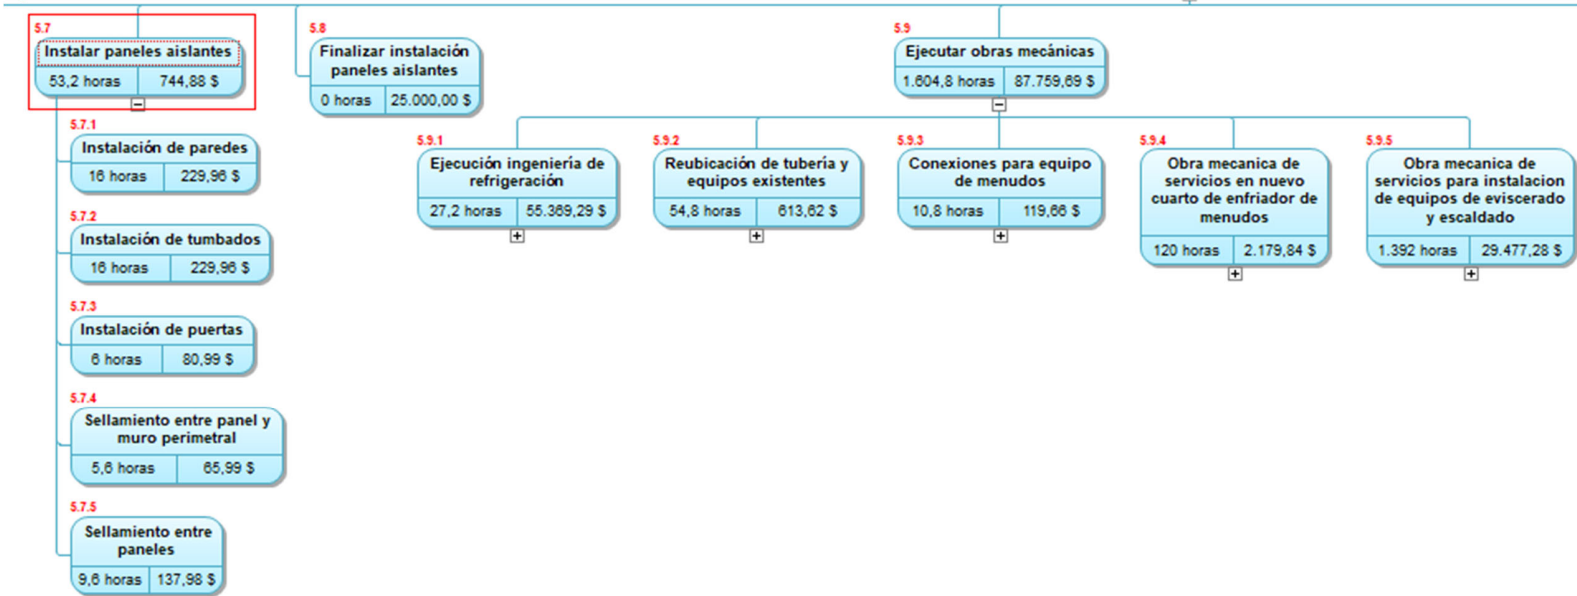 5.7
Instalar paneles aislantes
53,2 horas 744,88 $
5.7.1
Instalación de paredes
16 horas 229,96 $
5.7.2
Instalación de tumbados
16 horas 229,96 $
5.7.3
Instalación de puertas
6 horas 80,99 $
5.7.4
Sellamiento entre panel y
muro perimetral
5,6 horas 65,99 $
5.7.5
Sellamiento entre
paneles
9,6 horas 137,98 $
5.8
Finalizar instalación
paneles aislantes
0 horas 25.000,00 $
5.9
Ejecutar obras mecánicas
1.604,8 horas 87.759,69 $
5.9.1
Ejecución ingeniería de
refrigeración
27,2 horas 55.369,29 $
5.9.2
Reubicación de tubería y
equipos existentes
54,8 horas 613,62 $
5.9.3
Conexiones para equipo
de menudos
10,8 horas 119,66 $
5.9.4
Obra mecanica de
servicios en nuevo
cuarto de enfriador de
menudos
120 horas 2.179,84 $
5.9.5
Obra mecanica de
servicios para instalacion
de equipos de eviscerado
y escaldado
1.392 horas 29.477,28 $